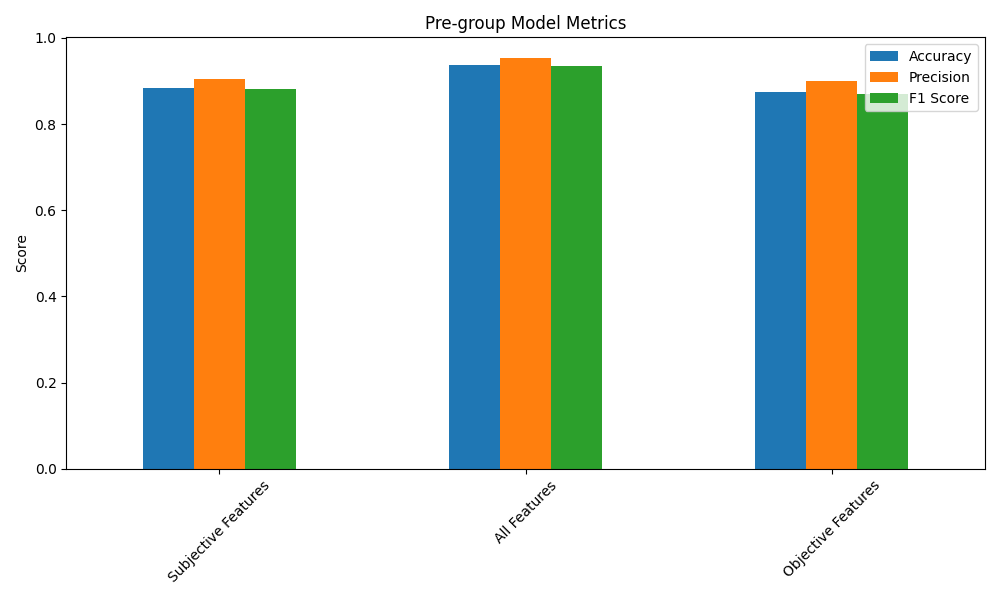 Pre-group Model Metrics
Accuracy
Precision
F1 Score
Score
1.0
0.8
0.6
0.4
0.2
0.0
Subjective Features
All Features
Objective Features